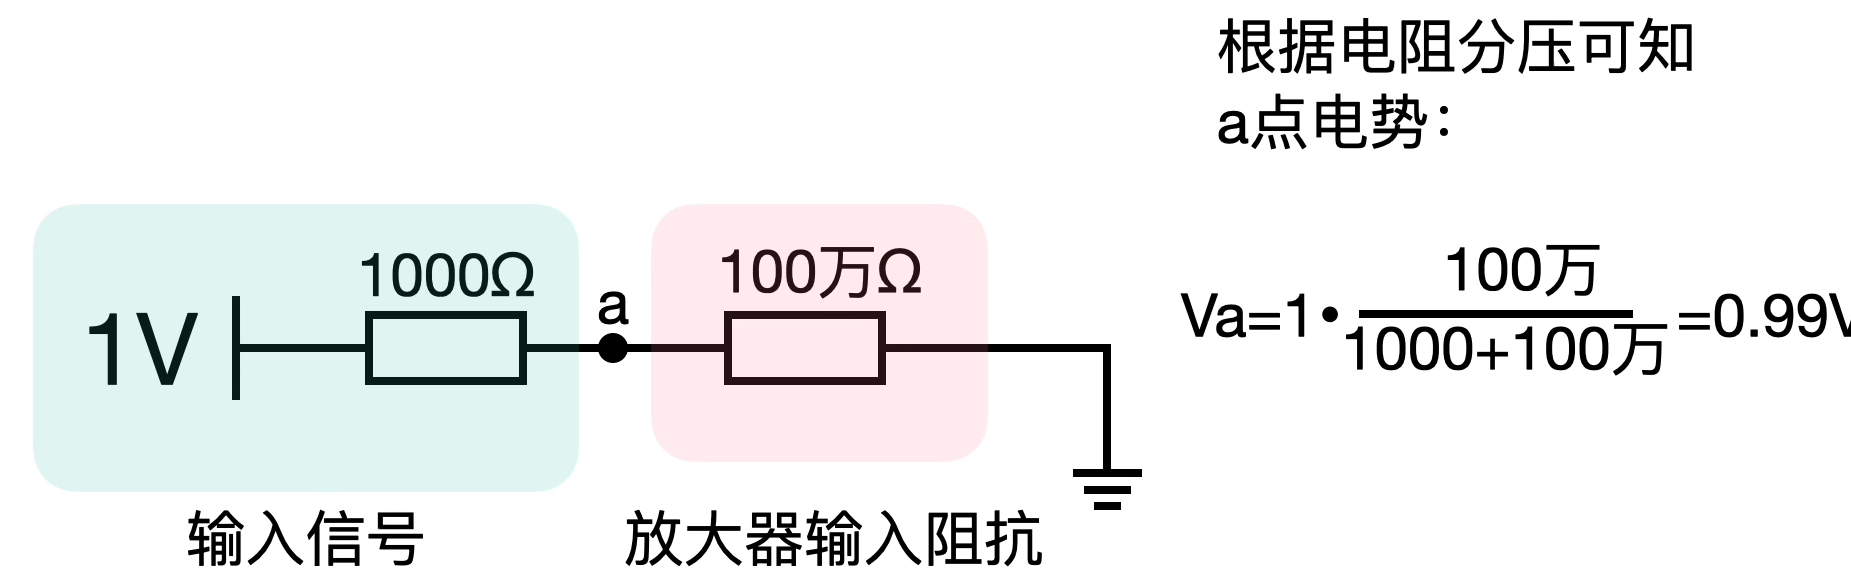 根据电阻分压可知
a点电势：
1000Ω
100万Ω
a
1V
Va=1•
100万
1000+100万
=0.99V
输入信号
放大器输入阻抗